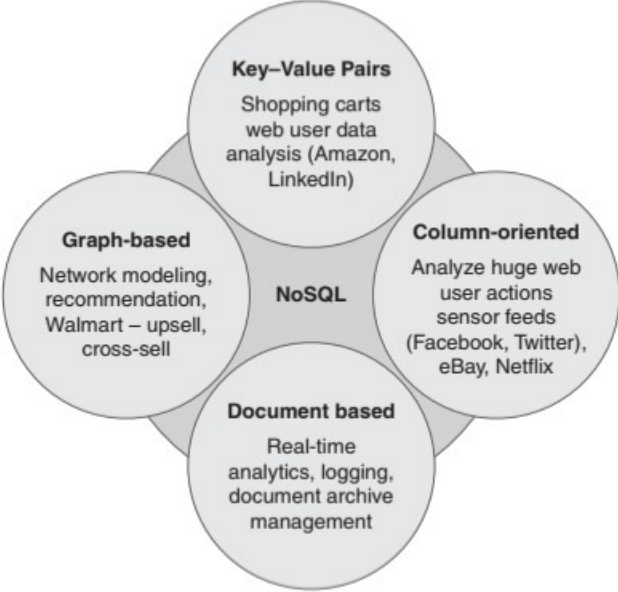 Key–Value Pairs
Shopping carts
web user data
analysis (Amazon,
LinkedIn)
Graph-based
Network modeling,
recommendation,
Walmart – upsell,
cross-sell
NoSQL
Column-oriented
Analyze huge web
user actions
sensor feeds
(Facebook, Twitter),
eBay, Netflix
Document based
Real-time
analytics, logging,
document archive
management